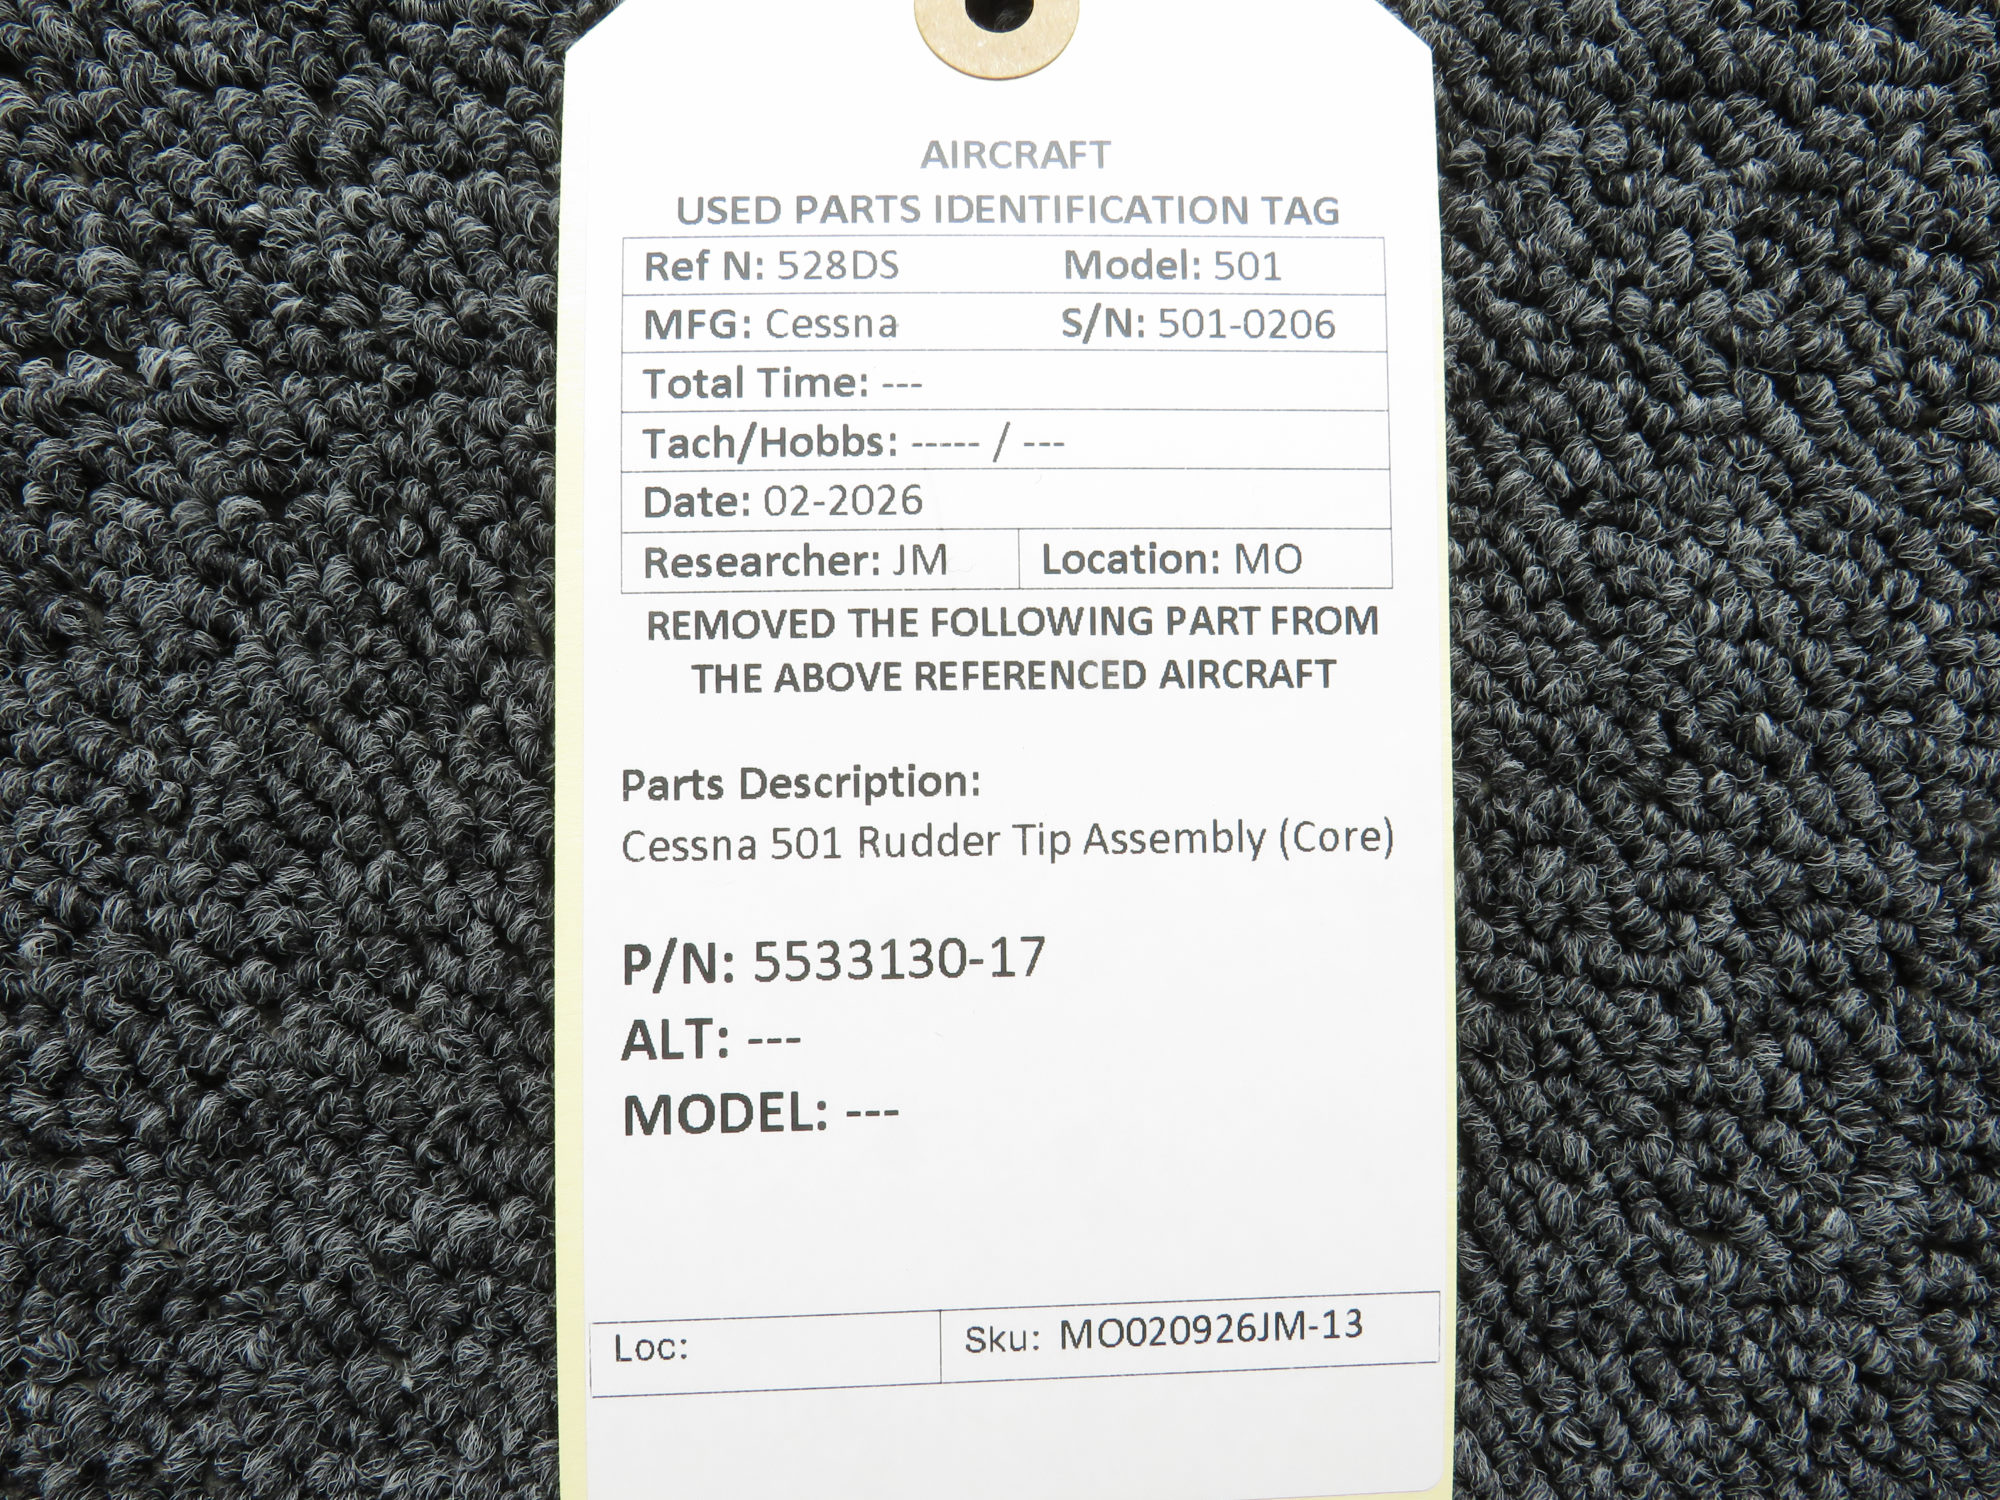 AIRCRAFT
USED PARTS IDENTIFICATION TAG
Ref N: 528DS Model: 501
MFG: Cessna S/N: 501-0206
Total Time: ---
Tach/Hobbs: ----- / ---
Date: 02-2026
Researcher: JM Location: MO
REMOVED THE FOLLOWING PART FROM
THE ABOVE REFERENCED AIRCRAFT
Parts Description:
Cessna 501 Rudder Tip Assembly (Core)
P/N: 5533130-17
ALT: ---
MODEL: ---
Loc: Sku: MO020926JM-13